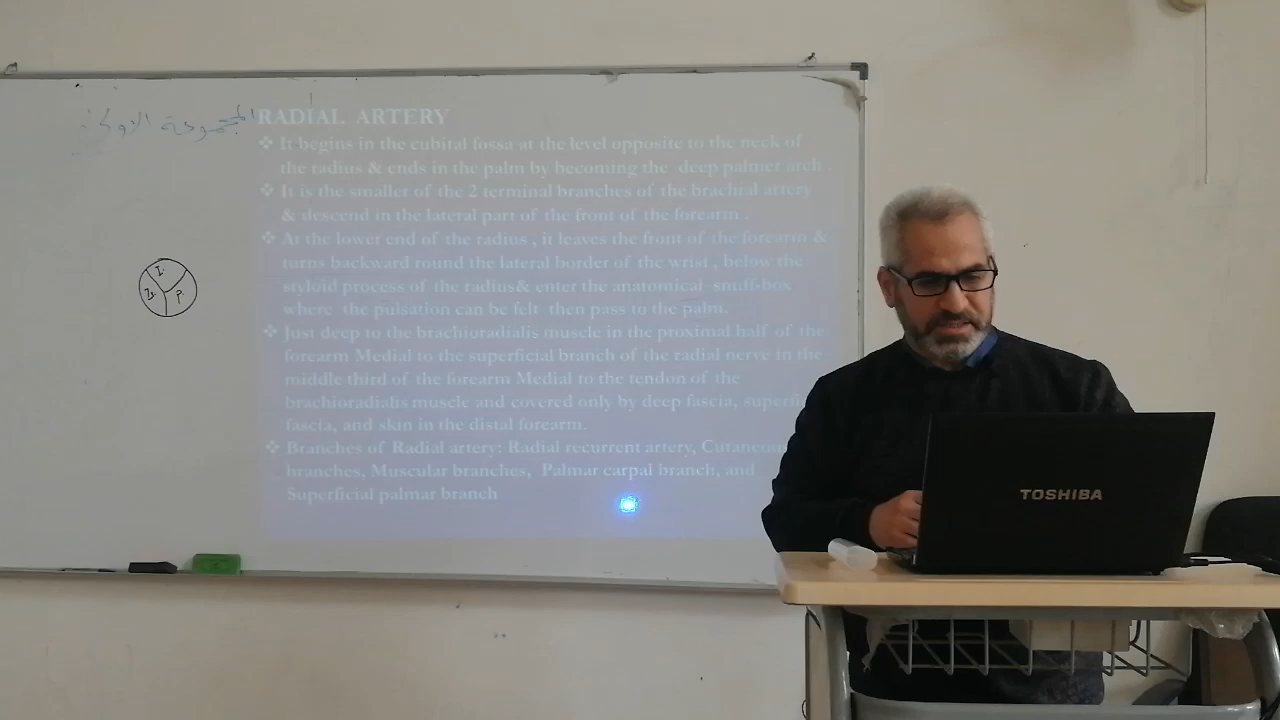 المجموعة الاولى
RADIAL ARTERY
❖ It begins in the cubital fossa at the level opposite to the neck of
the radius & ends in the palm by becoming the deep palmer arch .
❖ It is the smaller of the 2 terminal branches of the brachial artery
& descend in the lateral part of the front of the forearm .
❖ At the lower end of the radius , it leaves the front of the forearm &
turns backward round the lateral border of the wrist , below the
styloid process of the radius& enter the anatomical snuff-box
where the pulsation can be felt then pass to the palm.
❖ Just deep to the brachioradialis muscle in the proximal half of the
forearm Medial to the superficial branch of the radial nerve in the
middle third of the forearm Medial to the tendon of the
brachioradialis muscle and covered only by deep fascia,
fascia, and skin in the distal forearm.
❖ Branches of Radial artery: Radial recurrent artery,
branches, Muscular branches, Palmar carpal branch, and
Superficial palmar branch
P
TOSHIBA